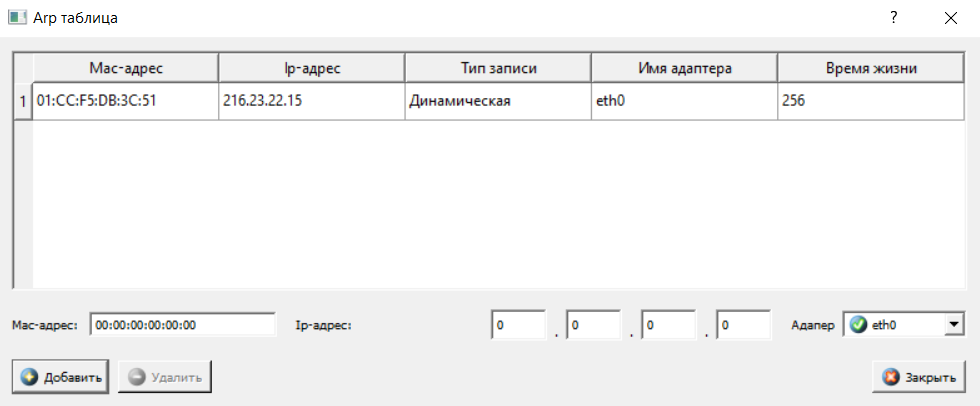 Arp таблица
?
Mac-адрес Ip-адрес Тип записи Имя адаптера Время жизни
1 01:CC:F5:DB:3C:51 216.23.22.15 Динамическая eth0 256
Mac-адрес: 00:00:00:00:00:00 Ip-адрес: 0 . 0 . 0 . 0 Адапер eth0
Добавить Удалить Закрыть